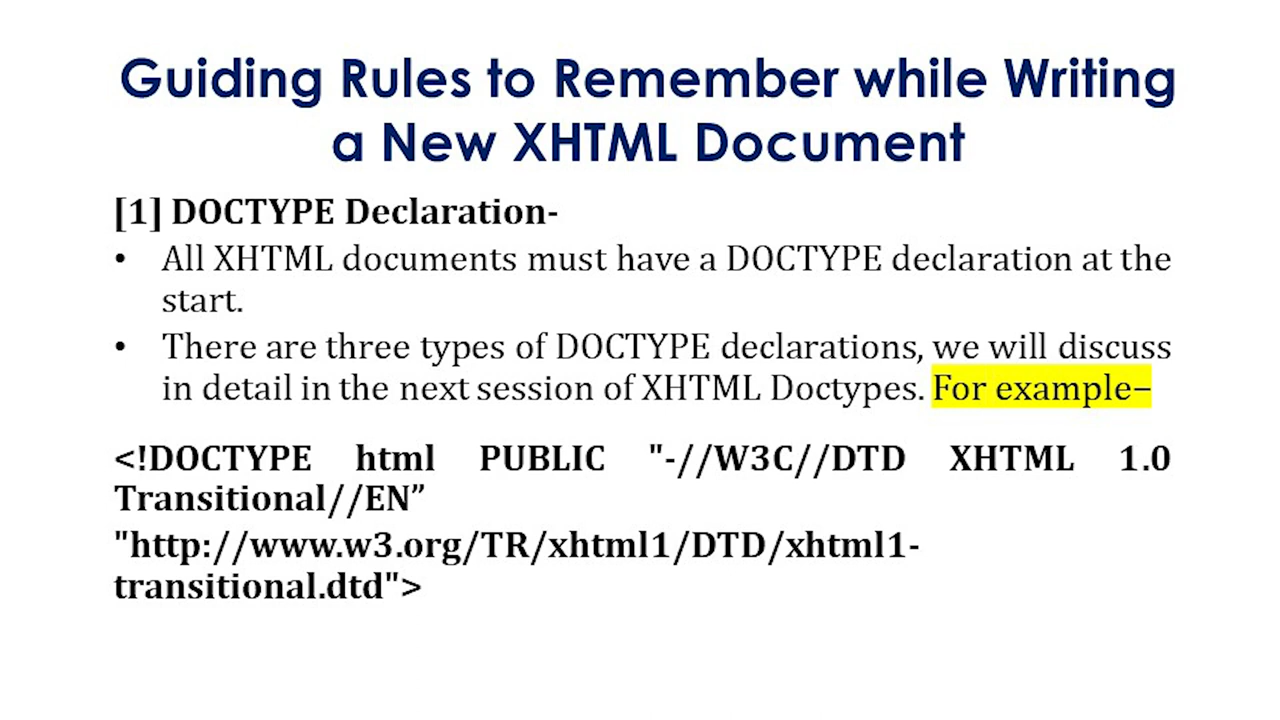 Guiding Rules to Remember while Writing
a New XHTML Document
[1] DOCTYPE Declaration-
• All XHTML documents must have a DOCTYPE declaration at the
start.
• There are three types of DOCTYPE declarations, we will discuss
in detail in the next session of XHTML Doctypes. For example–
<!DOCTYPE html PUBLIC "-//W3C//DTD XHTML 1.0
Transitional//EN”
"http://www.w3.org/TR/xhtml1/DTD/xhtml1-
transitional.dtd">